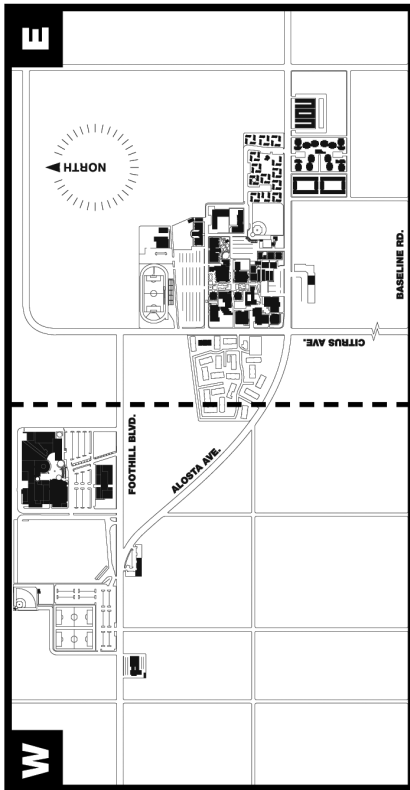 E
NORTH
BASELINE RD.
CITRUS AVE.
FOOTHILL BLVD.
ALOSTA AVE.
W